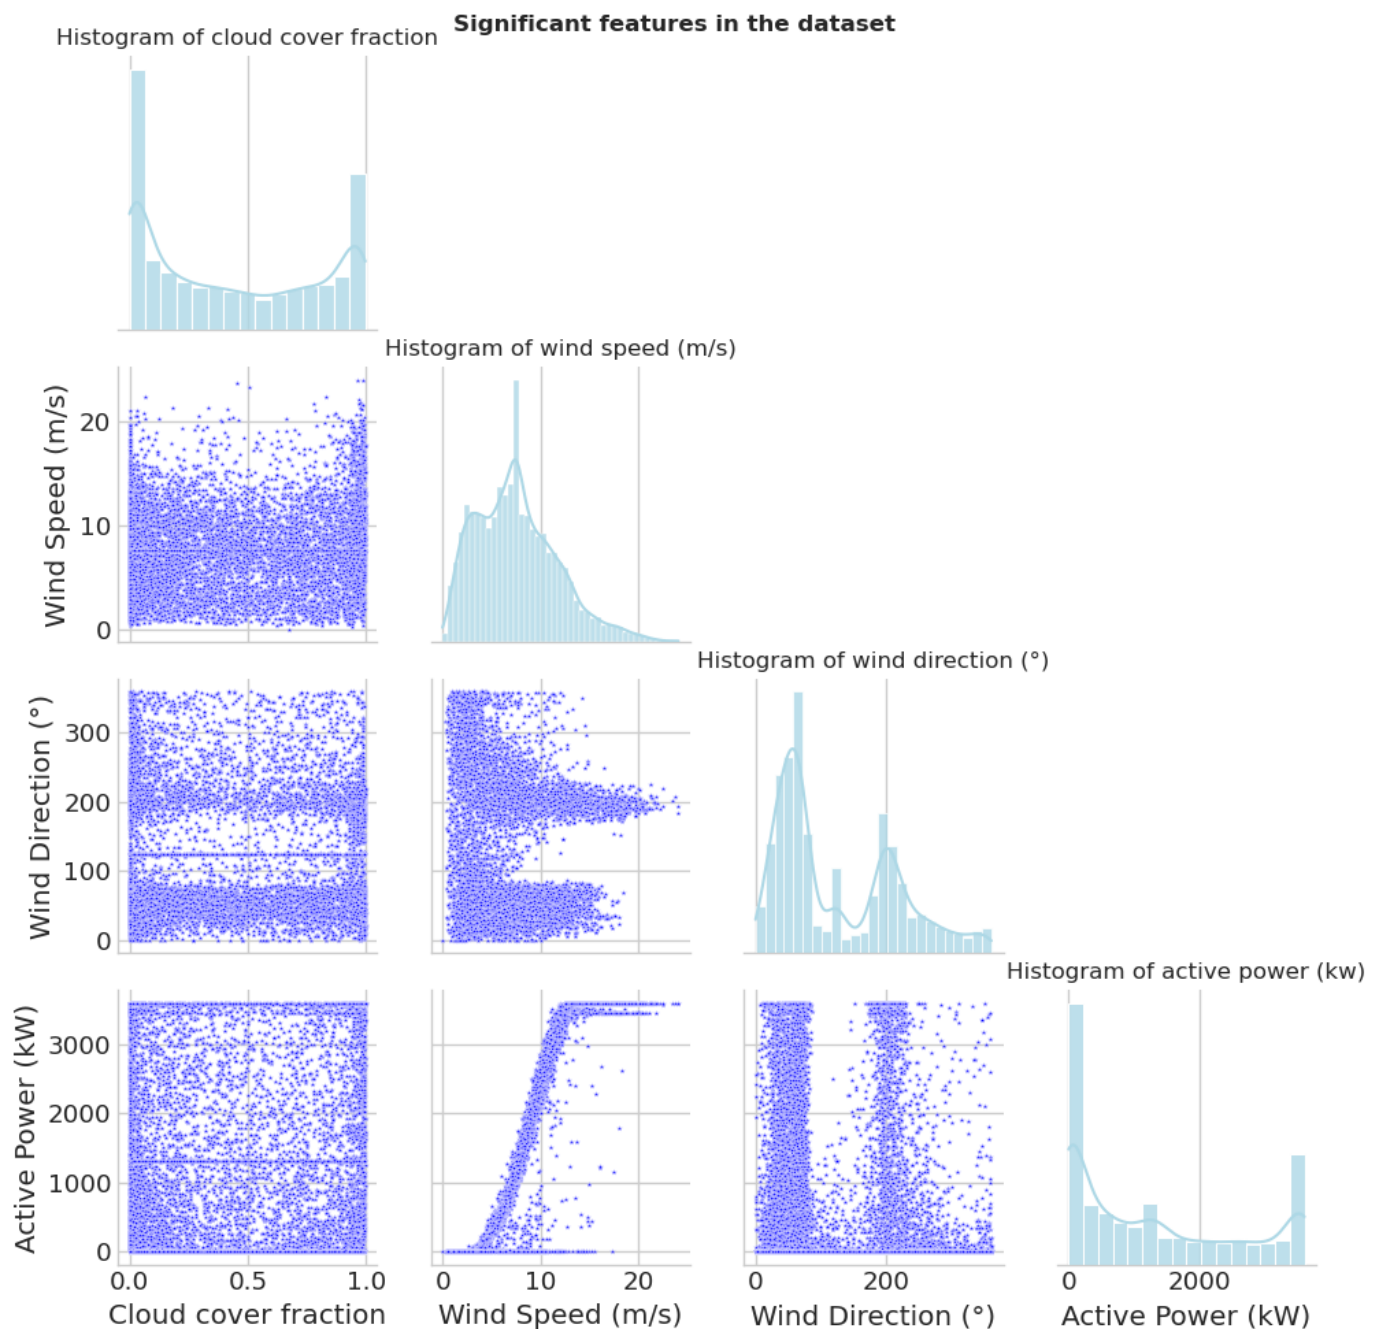 Significant features in the dataset
Histogram of cloud cover fraction
Histogram of wind speed (m/s)
Wind Speed (m/s)
20
10
0
Histogram of wind direction (°)
Wind Direction (°)
300
200
100
0
Histogram of active power (kw)
Active Power (kW)
3000
2000
1000
0
0.0 0.5 1.0 0 10 20 0 200 0 2000
Cloud cover fraction Wind Speed (m/s) Wind Direction (°) Active Power (kW)